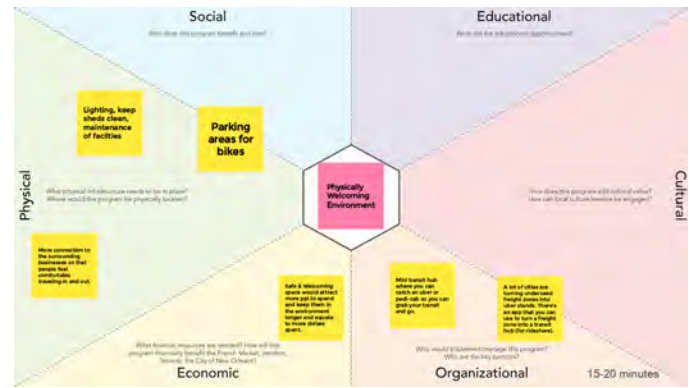 Social
Educational
Who does this program benefit and how?
What are the educational opportunities?
Lighting, keep
sheds clean,
maintenance
of facilities
Parking
areas for
bikes
Physically
Welcoming
Environment
Physical
What physical infrastructure needs to be in place?
Where would the program be physically located?
Cultural
How does this program add cultural value?
How can local culture be engaged?
More connection to
the surrounding
businesses so that
people feel
comfortable
traveling in and out.
Safe & Welcoming
space would attract
more ppl to spend
and keep them in
the environment
longer and equate
to more dollars
spent.
Mini transit hub
where you can
catch an uber or
pedi-cab so you can
grab your transit
and go.
A lot of cities are
turning underused
freight zones into
uber stands. There's
an app that you can
use to turn a freight
zone into a transit
hub (for rideshare).
What financial resources are needed? How will this
program financially benefit the French Market, vendors,
tenants, the City of New Orleans?
Who would implement/manage this program?
Who are the key partners?
Economic
Organizational
15-20 minutes